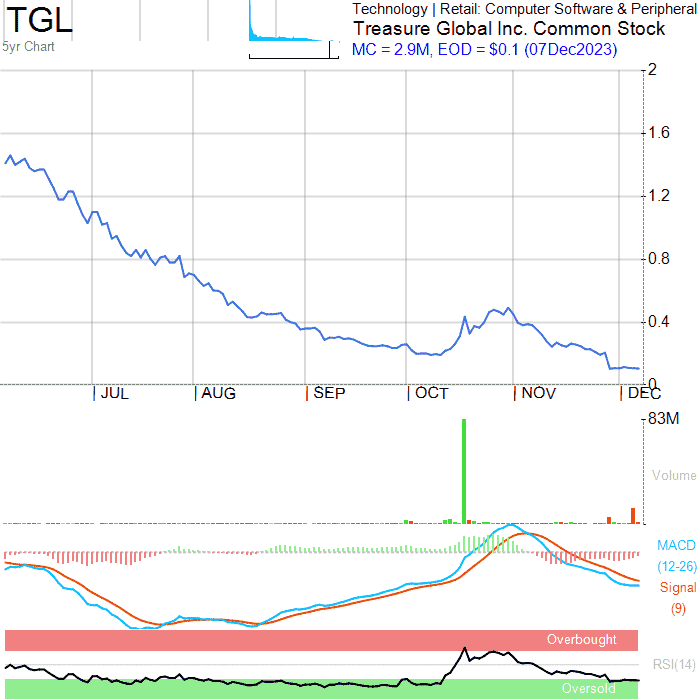 TGL
5yr Chart
Technology | Retail: Computer Software & Peripheral
Treasure Global Inc. Common Stock
MC = 2.9M, EOD = $0.1 (07Dec2023)
2
1.6
1.2
0.8
0.4
0
JUL AUG SEP OCT NOV DEC
83M
Volume
MACD
(12-26)
Signal
(9)
Overbought
RSI(14)
Oversold